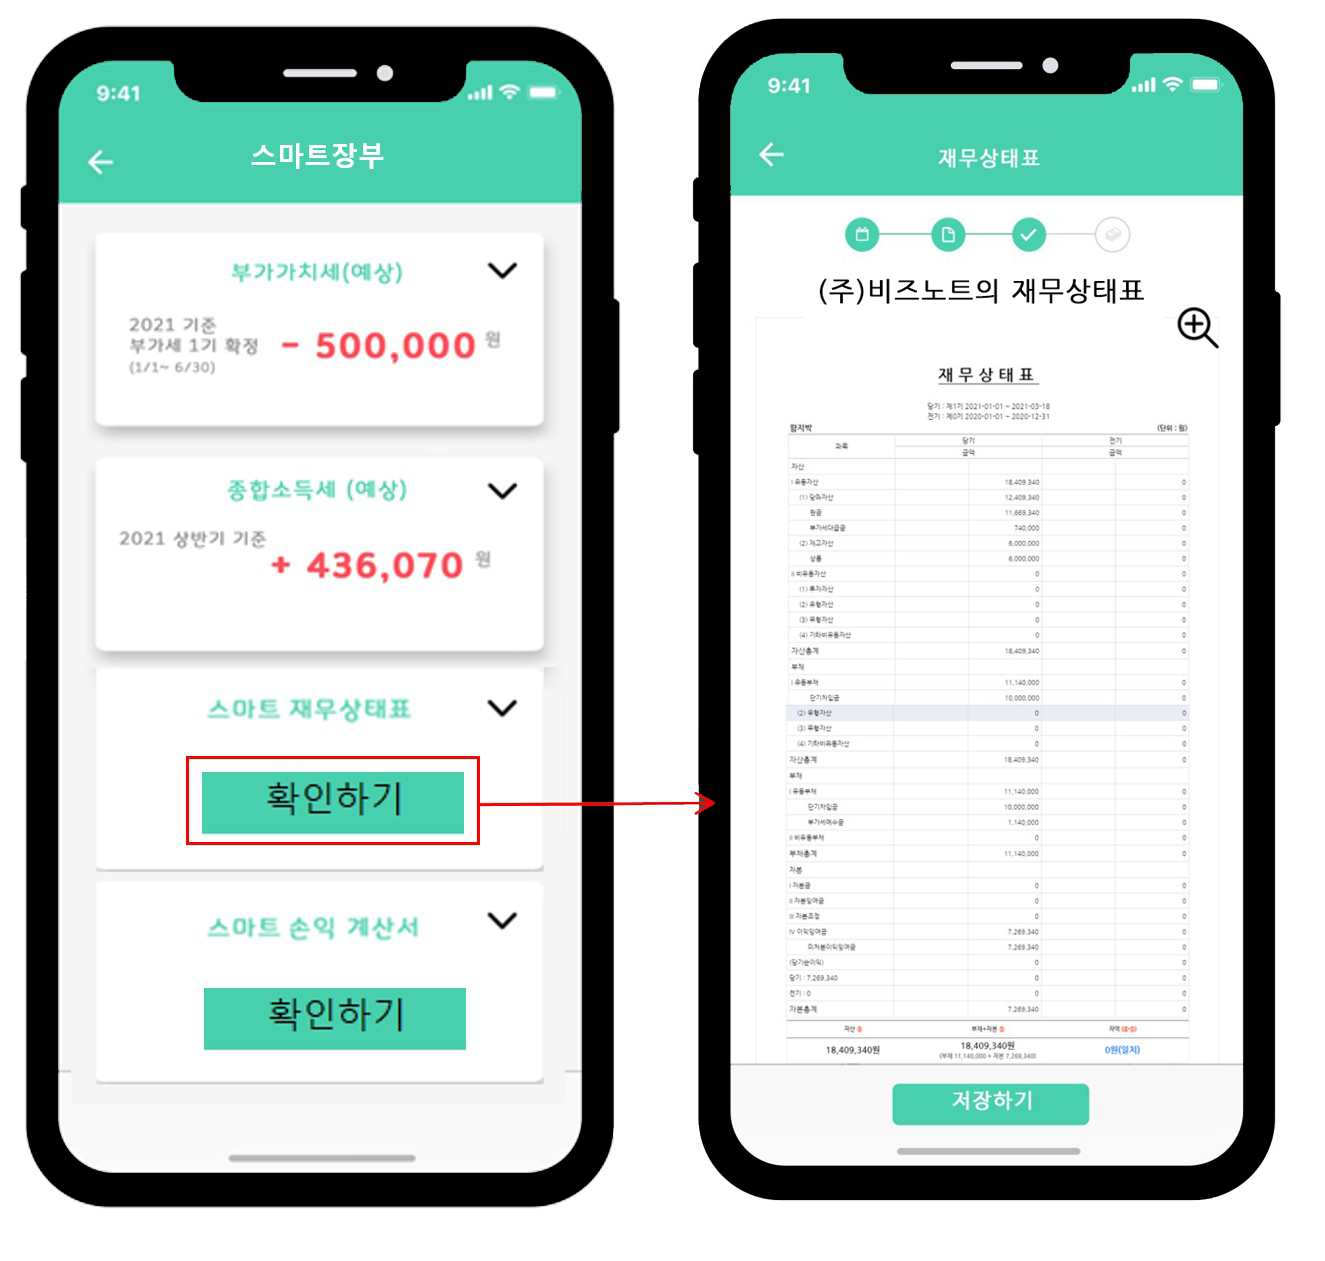 9:41
스마트장부
부가가치세(예상)
2021 기준
부가세 1기 확정
(1/1~ 6/30)
- 500,000 원
종합소득세 (예상)
2021 상반기 기준
+ 436,070 원
스마트 재무상태표
확인하기
스마트 손익 계산서
확인하기
9:41
재무상태표
(주)비즈노트의 재무상태표
재 무 상 태 표
당기 : 제1기 2021-01-01 ~ 2021-03-18
전기 : 제0기 2020-01-01 ~ 2020-12-31
(단위 : 원)
과목 당기 전기
금액 금액
자산
I 유동자산 18,409,340 0
(1) 당좌자산 12,409,340 0
현금 11,669,340 0
부가세대급금 740,000 0
(2) 재고자산 6,000,000 0
상품 6,000,000 0
II 비유동자산 0 0
(1) 투자자산 0 0
(2) 유형자산 0 0
(3) 무형자산 0 0
(4) 기타비유동자산 0 0
자산총계 18,409,340 0
부채
I 유동부채 11,140,000 0
단기차입금 10,000,000 0
(2) 유형자산 0 0
(3) 무형자산 0 0
(4) 기타비유동자산 0 0
자산총계 18,409,340 0
부채
I 유동부채 11,140,000 0
단기차입금 10,000,000 0
부가세예수금 1,140,000 0
II 비유동부채 0 0
부채총계 11,140,000 0
자본
I 자본금 0 0
II 자본잉여금 0 0
III 자본조정 0 0
IV 이익잉여금 7,269,340 0
미처분이익잉여금 7,269,340 0
(당기순이익) 0 0
당기 : 7,269,340 0 0
전기 : 0 0 0
자본총계 7,269,340 0
자산 부채+자본 차액
18,409,340원 18,409,340원 0원(일치)
(부채 11,140,000 + 자본 7,269,340)
저장하기